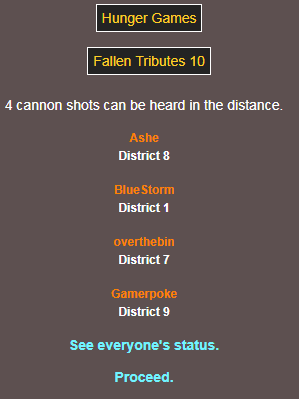 Hunger Games
Fallen Tributes 10
4 cannon shots can be heard in the distance.
Ashe
District 8
BlueStorm
District 1
overthebin
District 7
Gamerpoke
District 9
See everyone's status.
Proceed.